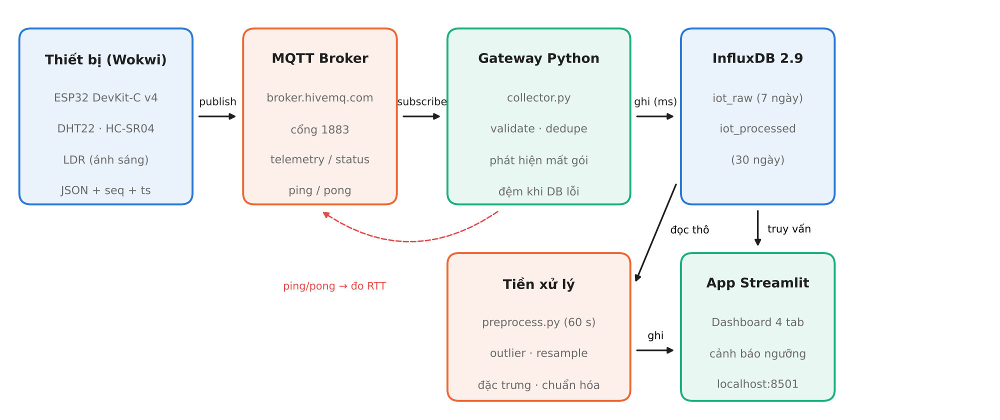 Thiết bị (Wokwi)
ESP32 DevKit-C v4
DHT22 · HC-SR04
LDR (ánh sáng)
JSON + seq + ts
publish
MQTT Broker
broker.hivemq.com
cổng 1883
telemetry / status
ping / pong
subscribe
Gateway Python
collector.py
validate · dedupe
phát hiện mất gói
đệm khi DB lỗi
ghi (ms)
InfluxDB 2.9
iot_raw (7 ngày)
iot_processed
(30 ngày)
đọc thô
truy vấn
ping/pong → đo RTT
Tiền xử lý
preprocess.py (60 s)
outlier · resample
đặc trưng · chuẩn hóa
ghi
App Streamlit
Dashboard 4 tab
cảnh báo ngưỡng
localhost:8501